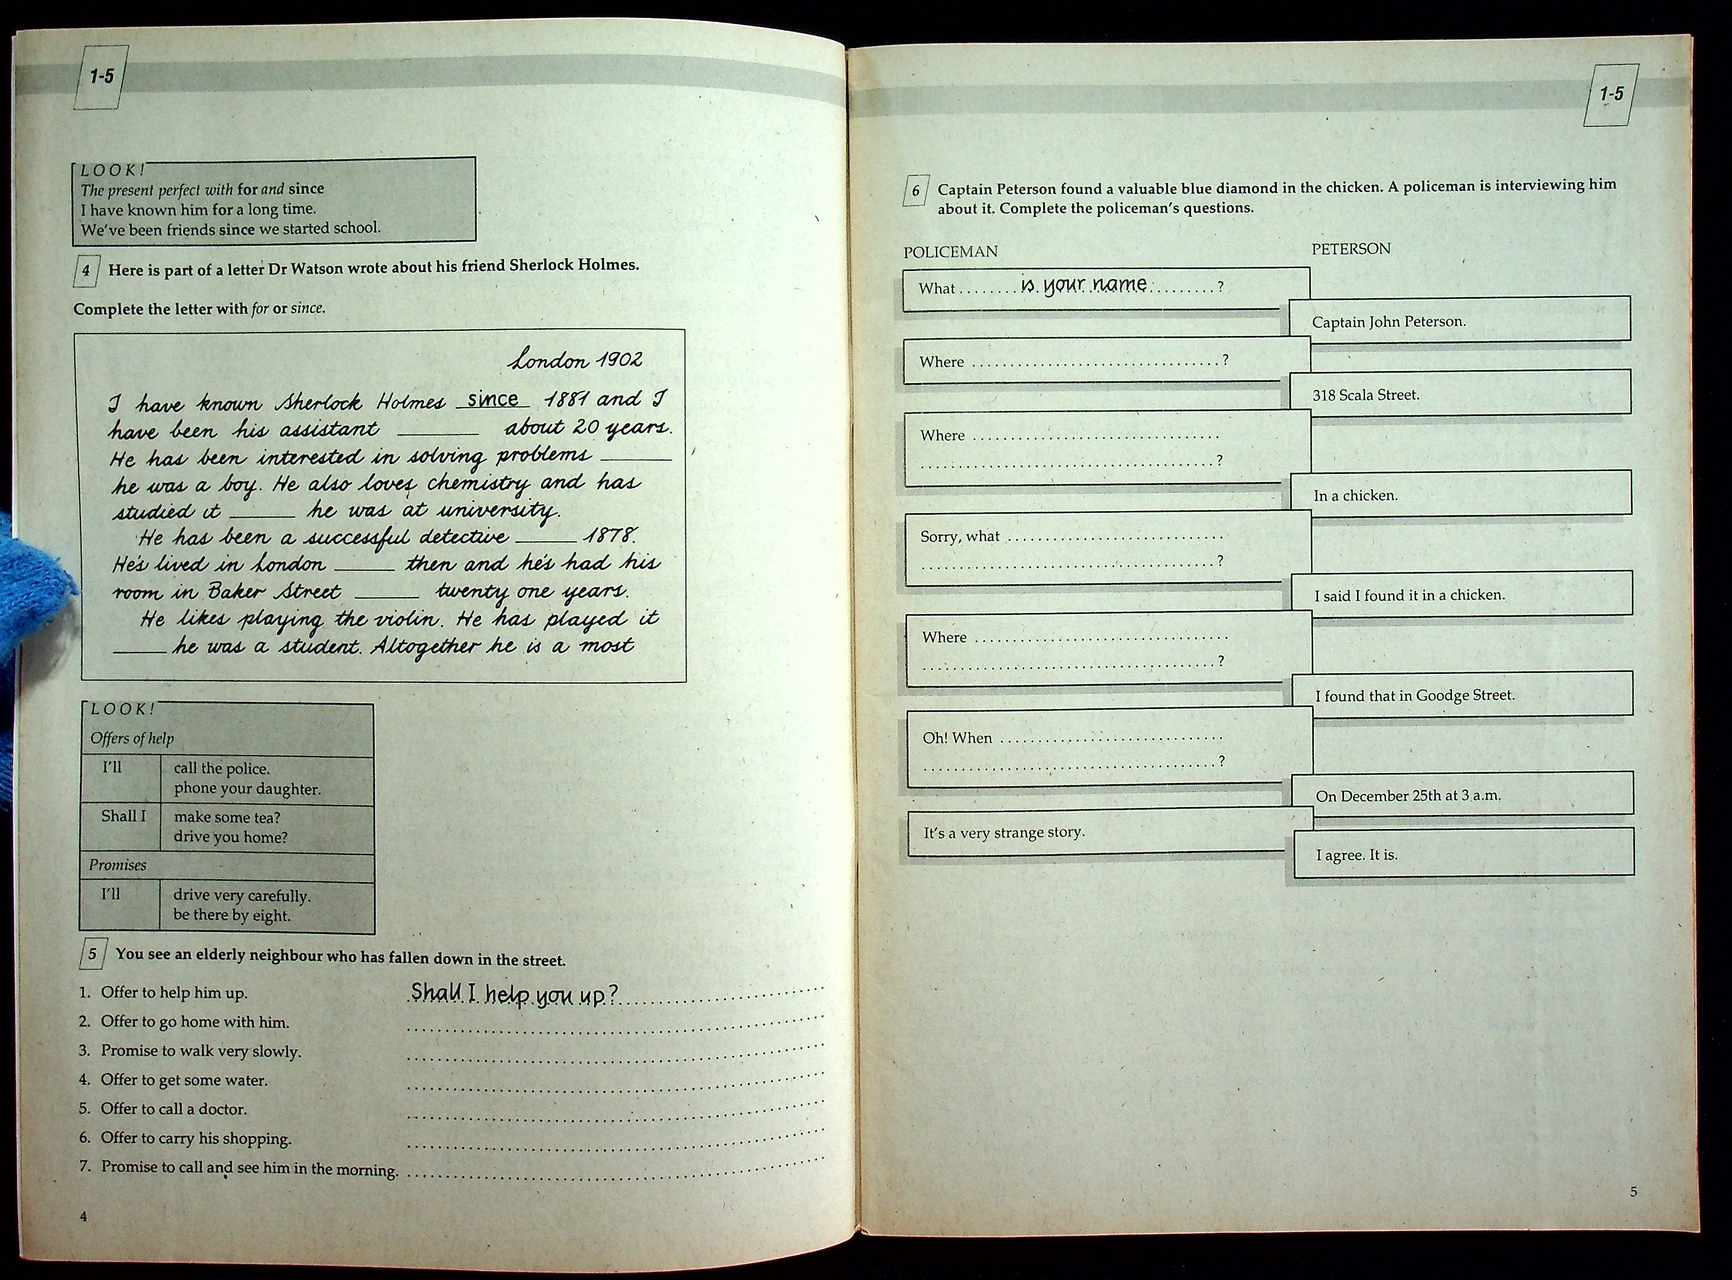 1-5
LOOK!
The present perfect with for and since
I have known him for a long time.
We've been friends since we started school.
4 Here is part of a letter Dr Watson wrote about his friend Sherlock Holmes.
Complete the letter with for or since.
London 1902
I have known Sherlock Holmes since 1881 and I
have been his assistant ______ about 20 years.
He has been interested in solving problems ______
he was a boy. He also loves chemistry and has
studied it ______ he was at university.
He has been a successful detective ______ 1878.
He's lived in London ______ then and he's had his
room in Baker Street ______ twenty one years.
He likes playing the violin. He has played it
______ he was a student. Altogether he is a most
LOOK!
Offers of help
I'll call the police.
phone your daughter.
Shall I make some tea?
drive you home?
Promises
I'll drive very carefully.
be there by eight.
5 You see an elderly neighbour who has fallen down in the street.
1. Offer to help him up. Shall I help you up?
2. Offer to go home with him.
3. Promise to walk very slowly.
4. Offer to get some water.
5. Offer to call a doctor.
6. Offer to carry his shopping.
7. Promise to call and see him in the morning.
4
1-5
6 Captain Peterson found a valuable blue diamond in the chicken. A policeman is interviewing him
about it. Complete the policeman's questions.
POLICEMAN
PETERSON
What ........ is your name ........ ?
Captain John Peterson.
Where ................................ ?
318 Scala Street.
Where ................................
...................................... ?
In a chicken.
Sorry, what ............................
...................................... ?
I said I found it in a chicken.
Where ................................
...................................... ?
I found that in Goodge Street.
Oh! When .............................
...................................... ?
On December 25th at 3 a.m.
It's a very strange story.
I agree. It is.
5